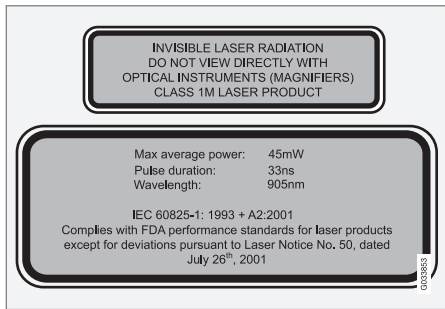 INVISIBLE LASER RADIATION
DO NOT VIEW DIRECTLY WITH
OPTICAL INSTRUMENTS (MAGNIFIERS)
CLASS 1M LASER PRODUCT
Max average power: 45mW
Pulse duration: 33ns
Wavelength: 905nm
IEC 60825-1: 1993 + A2:2001
Complies with FDA performance standards for laser products
except for deviations pursuant to Laser Notice No. 50, dated
July 26th, 2001
G033853